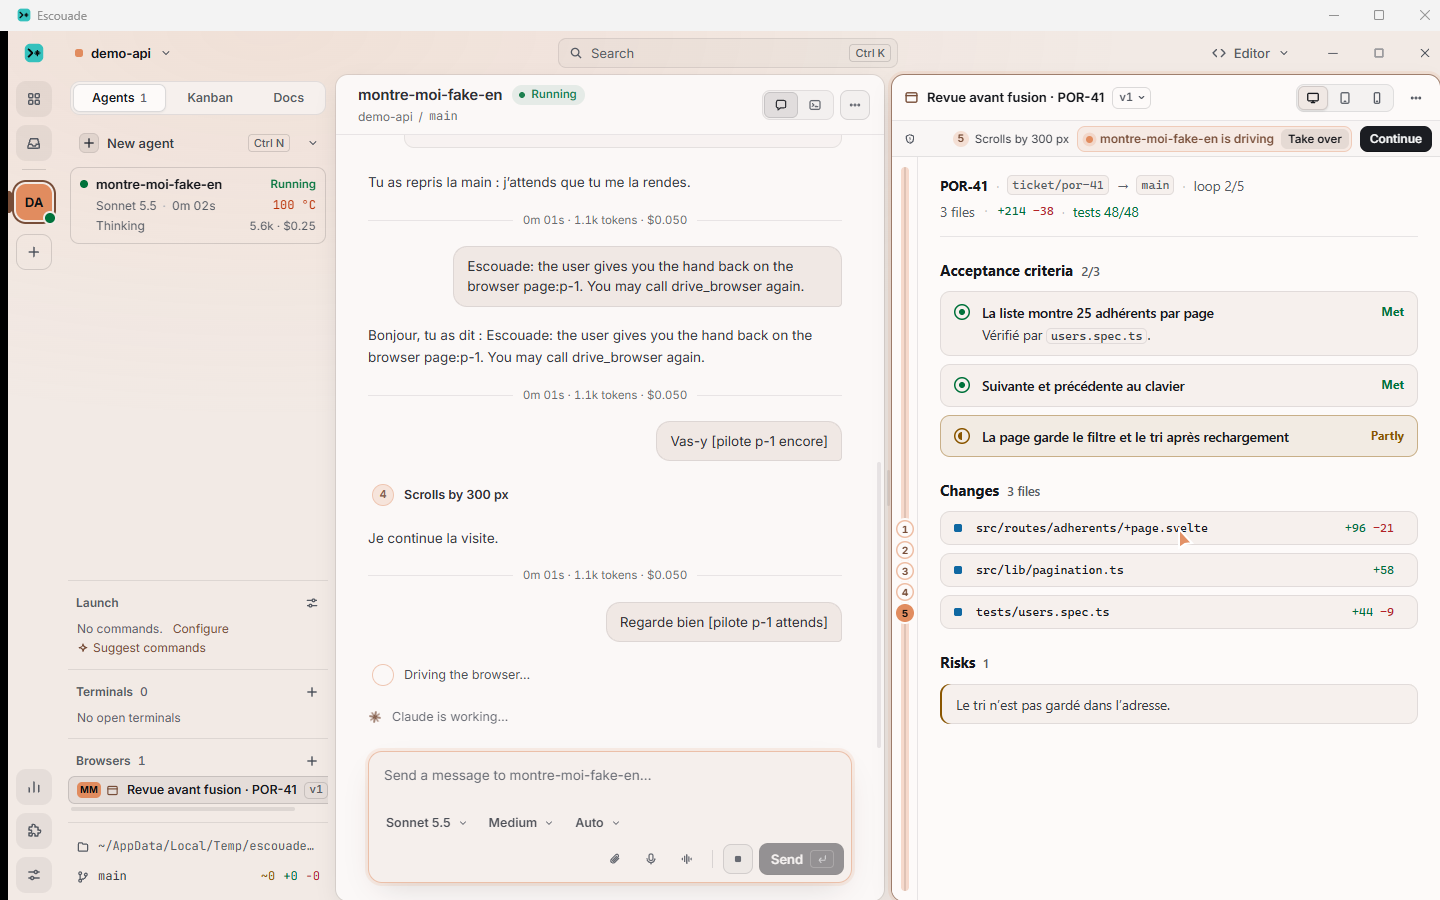 Escouade
demo-api
Search
Ctrl K
Editor
Agents 1
Kanban
Docs
New agent
Ctrl N
montre-moi-fake-en
Running
Sonnet 5.5 · 0m 02s
100 °C
Thinking
5.6k · $0.25
DA
Launch
No commands. Configure
Suggest commands
Terminals 0
No open terminals
Browsers 1
MM
Revue avant fusion · POR-41
v1
~/AppData/Local/Temp/escouade…
main
~0 +0 -0
montre-moi-fake-en
Running
demo-api / main
Tu as repris la main : j'attends que tu me la rendes.
0m 01s · 1.1k tokens · $0.050
Escouade: the user gives you the hand back on the
browser page:p-1. You may call drive_browser again.
Bonjour, tu as dit : Escouade: the user gives you the hand back on the
browser page:p-1. You may call drive_browser again.
0m 01s · 1.1k tokens · $0.050
Vas-y [pilote p-1 encore]
4 Scrolls by 300 px
Je continue la visite.
0m 01s · 1.1k tokens · $0.050
Regarde bien [pilote p-1 attends]
Driving the browser…
Claude is working…
Send a message to montre-moi-fake-en…
Sonnet 5.5
Medium
Auto
Send
Revue avant fusion · POR-41
v1
5 Scrolls by 300 px
montre-moi-fake-en is driving
Take over
Continue
POR-41 · ticket/por-41 → main · loop 2/5
3 files · +214 −38 · tests 48/48
Acceptance criteria 2/3
La liste montre 25 adhérents par page
Met
Vérifié par users.spec.ts.
Suivante et précédente au clavier
Met
La page garde le filtre et le tri après rechargement
Partly
Changes 3 files
src/routes/adherents/+page.svelte
+96 −21
src/lib/pagination.ts
+58
tests/users.spec.ts
+44 −9
1
2
3
4
5
Risks 1
Le tri n'est pas gardé dans l'adresse.